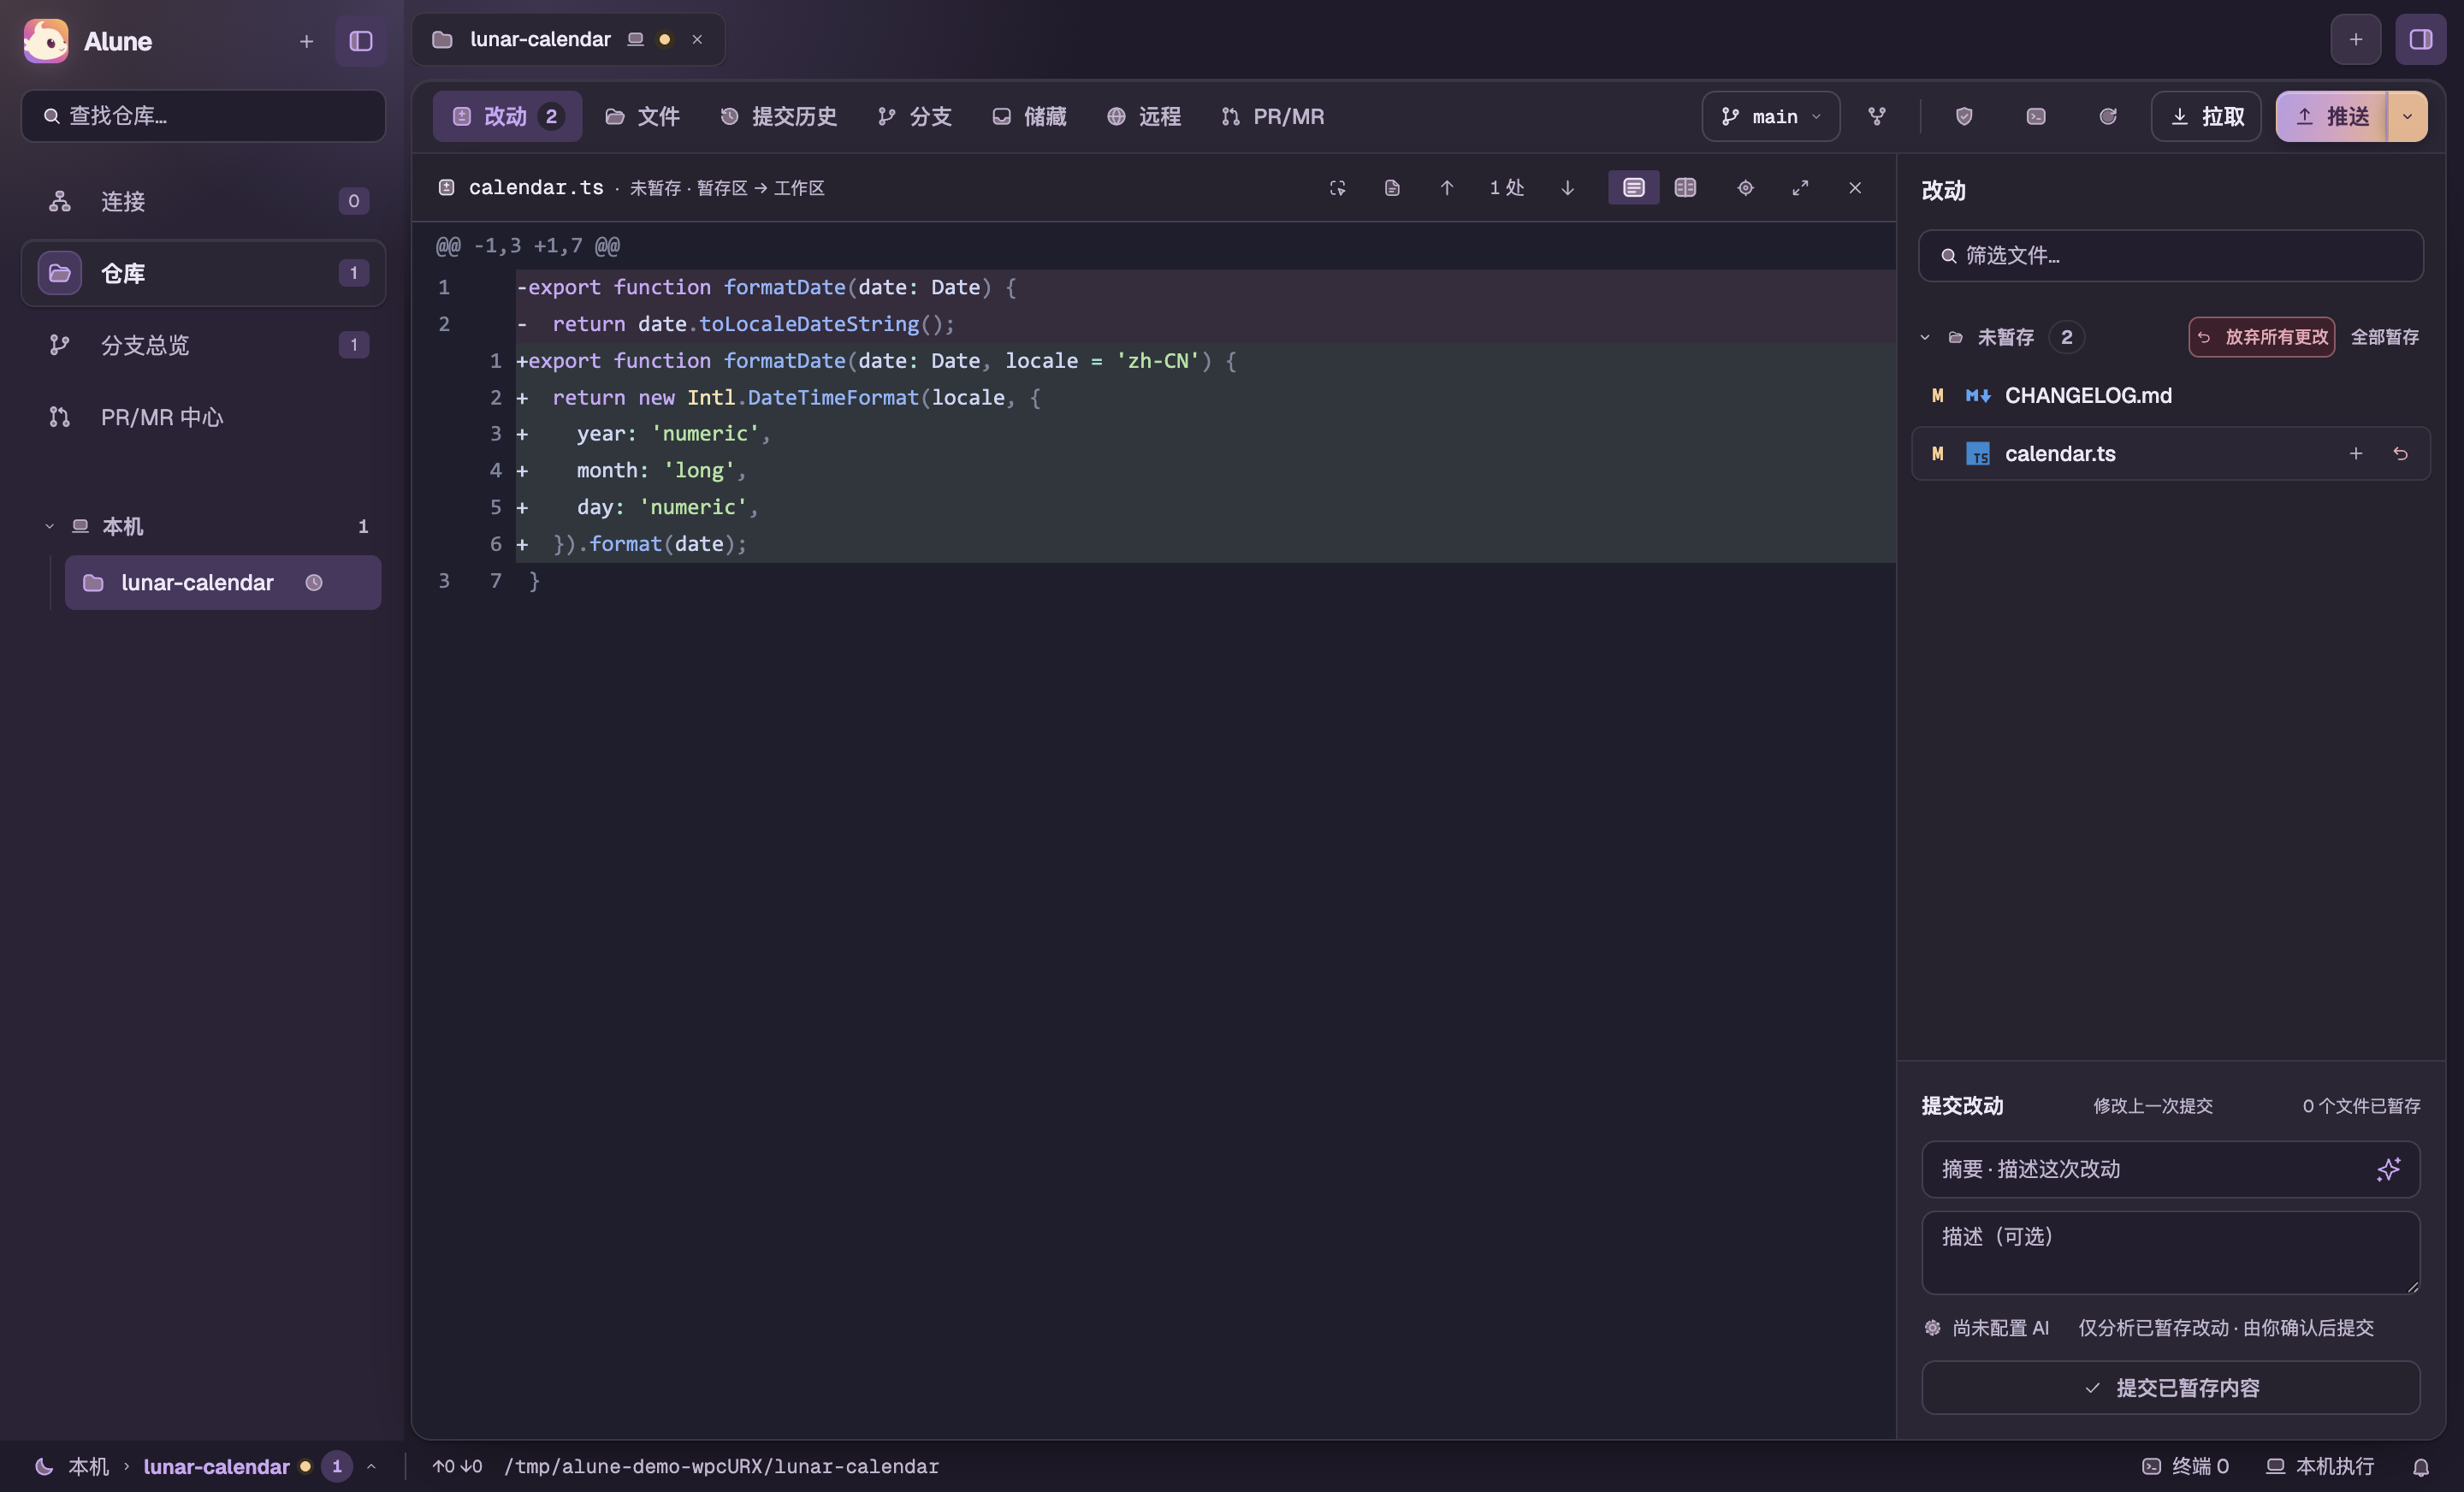 Alune
查找仓库...
连接 0
仓库 1
分支总览 1
PR/MR 中心
本机 1
lunar-calendar
lunar-calendar
改动 2 文件 提交历史 分支 储藏 远程 PR/MR main 拉取 推送
calendar.ts · 未暂存 · 暂存区 → 工作区 1 处
@@ -1,3 +1,7 @@
1 -export function formatDate(date: Date) {
2 -  return date.toLocaleDateString();
1 +export function formatDate(date: Date, locale = 'zh-CN') {
2 +  return new Intl.DateTimeFormat(locale, {
3 +    year: 'numeric',
4 +    month: 'long',
5 +    day: 'numeric',
6 +  }).format(date);
3 7 }
改动
筛选文件...
未暂存 2 放弃所有更改 全部暂存
M CHANGELOG.md
M TS calendar.ts
提交改动 修改上一次提交 0 个文件已暂存
摘要 · 描述这次改动
描述（可选）
尚未配置 AI 仅分析已暂存改动 · 由你确认后提交
提交已暂存内容
本机 › lunar-calendar 1 ↑0 ↓0 /tmp/alune-demo-wpcURX/lunar-calendar 终端 0 本机执行